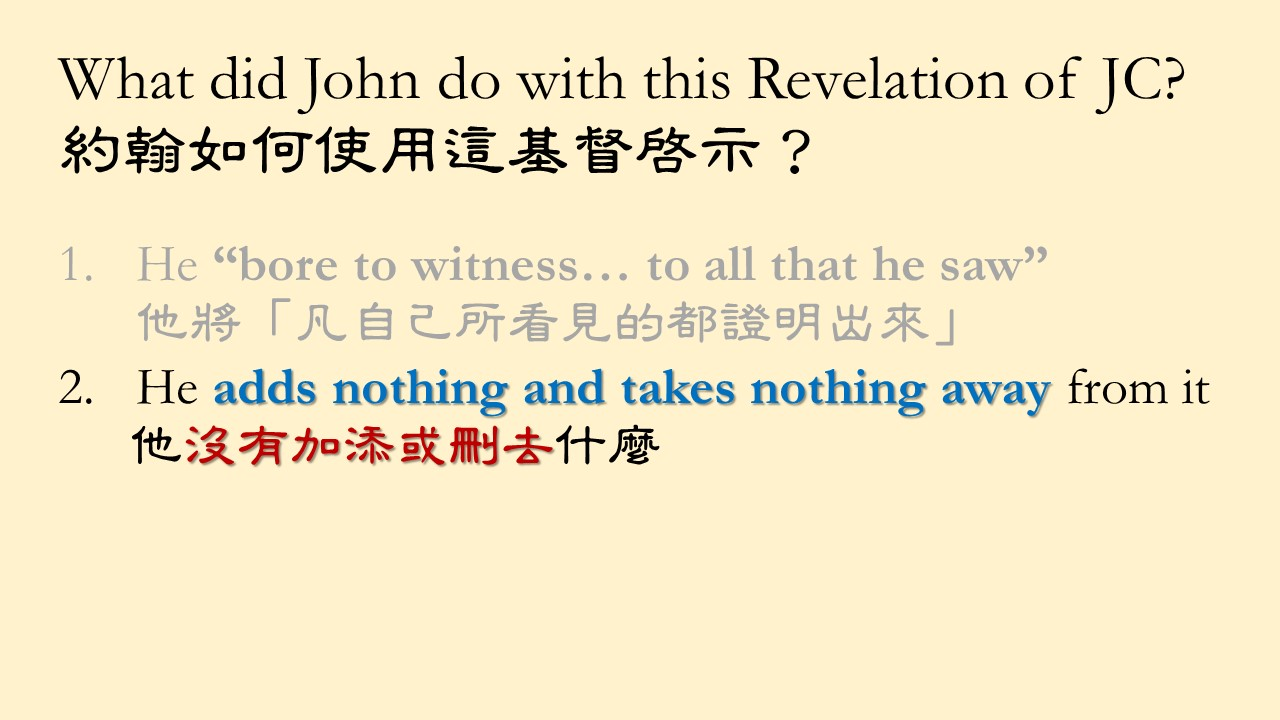 What did John do with this Revelation of JC?
約翰如何使用這基督啓示？
1. He “bore to witness… to all that he saw”
他將「凡自己所看見的都證明出來」
2. He adds nothing and takes nothing away from it
他沒有加添或刪去什麼